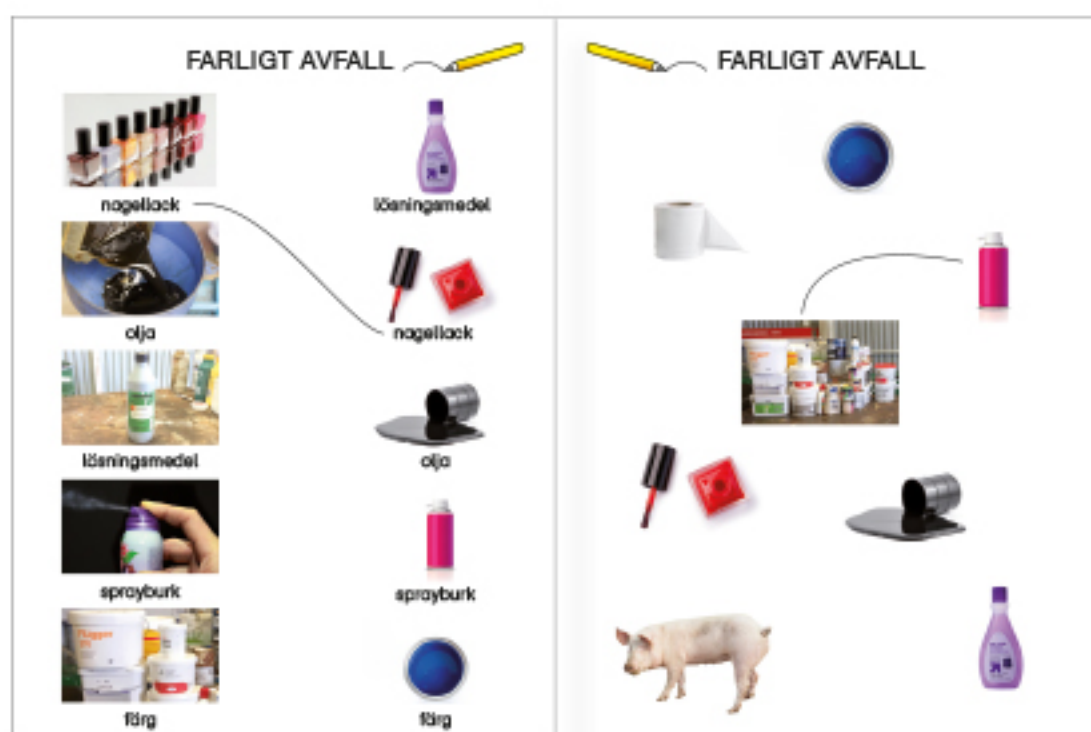 FARLIGT AVFALL
nagellack
lösningsmedel
nagellack
olja
lösningsmedel
olja
sprayburk
sprayburk
färg
färg
FARLIGT AVFALL